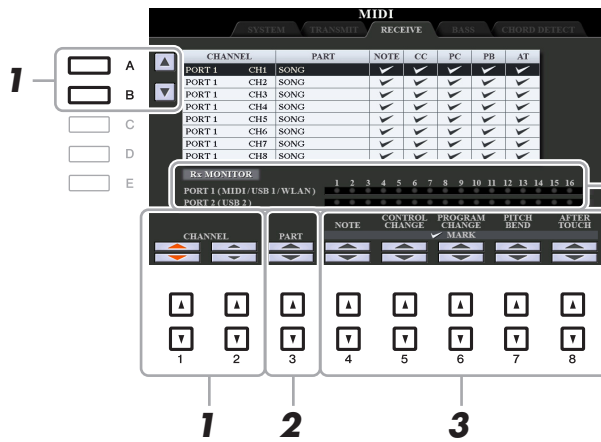 MIDI
SYSTEM TRANSMIT RECEIVE BASS CHORD DETECT
CHANNEL PART NOTE CC PC PB AT
PORT 1 CH1 SONG
PORT 1 CH2 SONG
PORT 1 CH3 SONG
PORT 1 CH4 SONG
PORT 1 CH5 SONG
PORT 1 CH6 SONG
PORT 1 CH7 SONG
PORT 1 CH8 SONG
1
A
B
C
D
E
Rx MONITOR
1 2 3 4 5 6 7 8 9 10 11 12 13 14 15 16
PORT 1 (MIDI/USB 1/WLAN)
PORT 2 (USB 2)
CHANNEL PART NOTE CONTROL CHANGE PROGRAM CHANGE PITCH BEND AFTER TOUCH
MARK
1 2 3 4 5 6 7 8
1 2 3